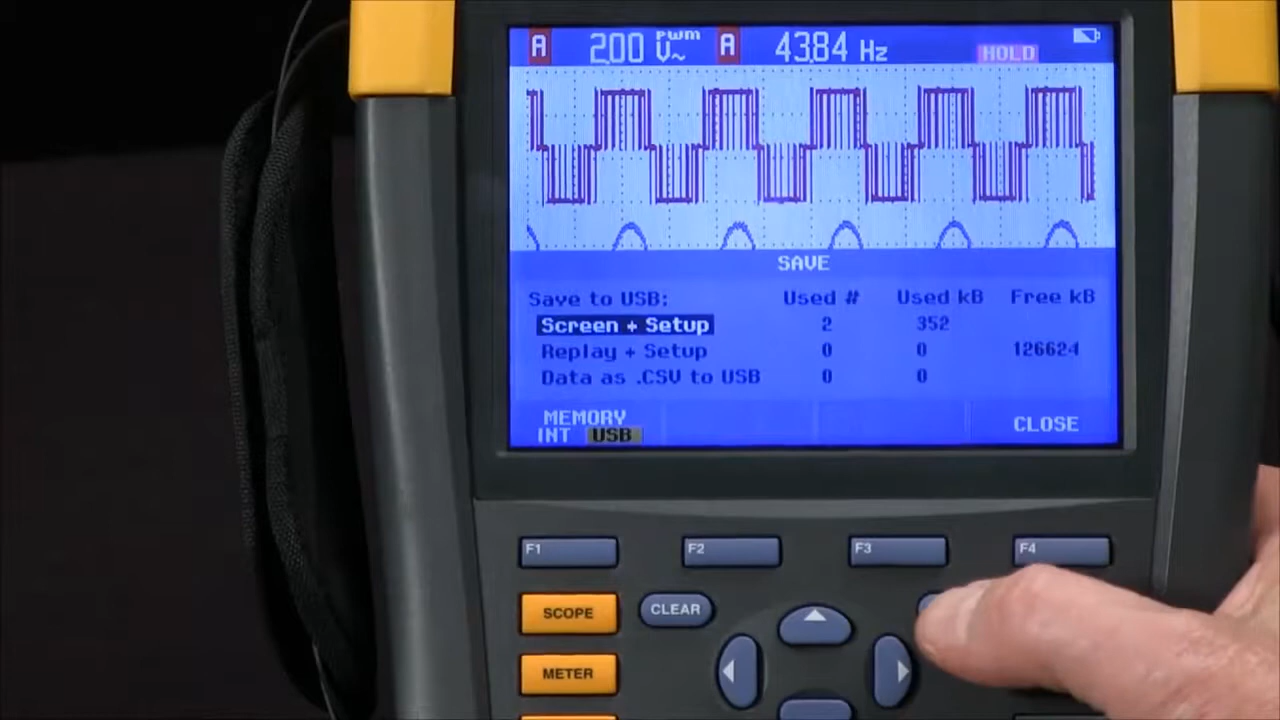 A 2.00 PWM V~ A 43.84 Hz HOLD
SAVE
Save to USB: Used # Used kB Free kB
Screen + Setup 2 352
Replay + Setup 0 0 126624
Data as .CSV to USB 0 0
MEMORY
INT USB CLOSE
F1 F2 F3 F4
SCOPE CLEAR
METER